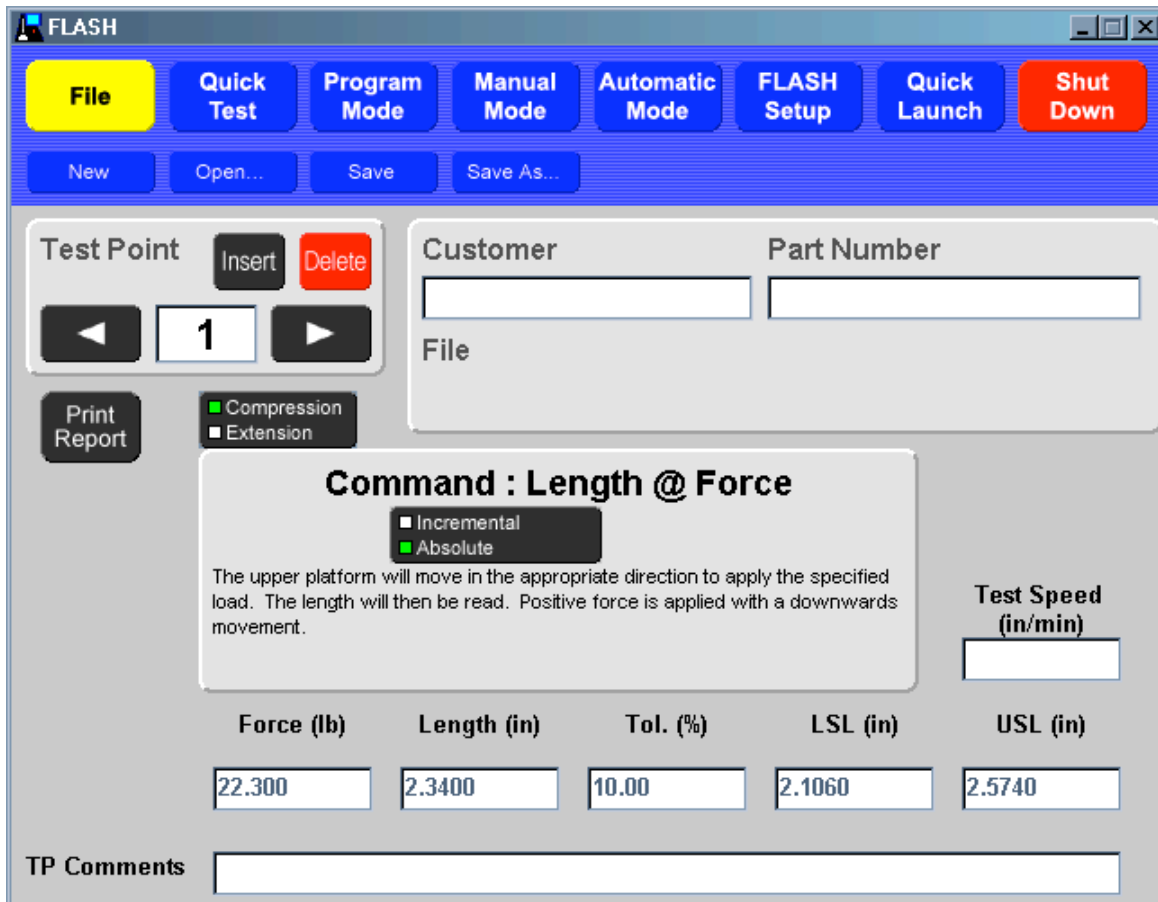 FLASH
File
Quick
Test
Program
Mode
Manual
Mode
Automatic
Mode
FLASH
Setup
Quick
Launch
Shut
Down
New
Open...
Save
Save As...
Test Point
Insert
Delete
1
Customer
Part Number
File
Print
Report
Compression
Extension
Command : Length @ Force
Incremental
Absolute
The upper platform will move in the appropriate direction to apply the specified
load.  The length will then be read.  Positive force is applied with a downwards
movement.
Test Speed
(in/min)
Force (lb)
Length (in)
Tol. (%)
LSL (in)
USL (in)
22.300
2.3400
10.00
2.1060
2.5740
TP Comments